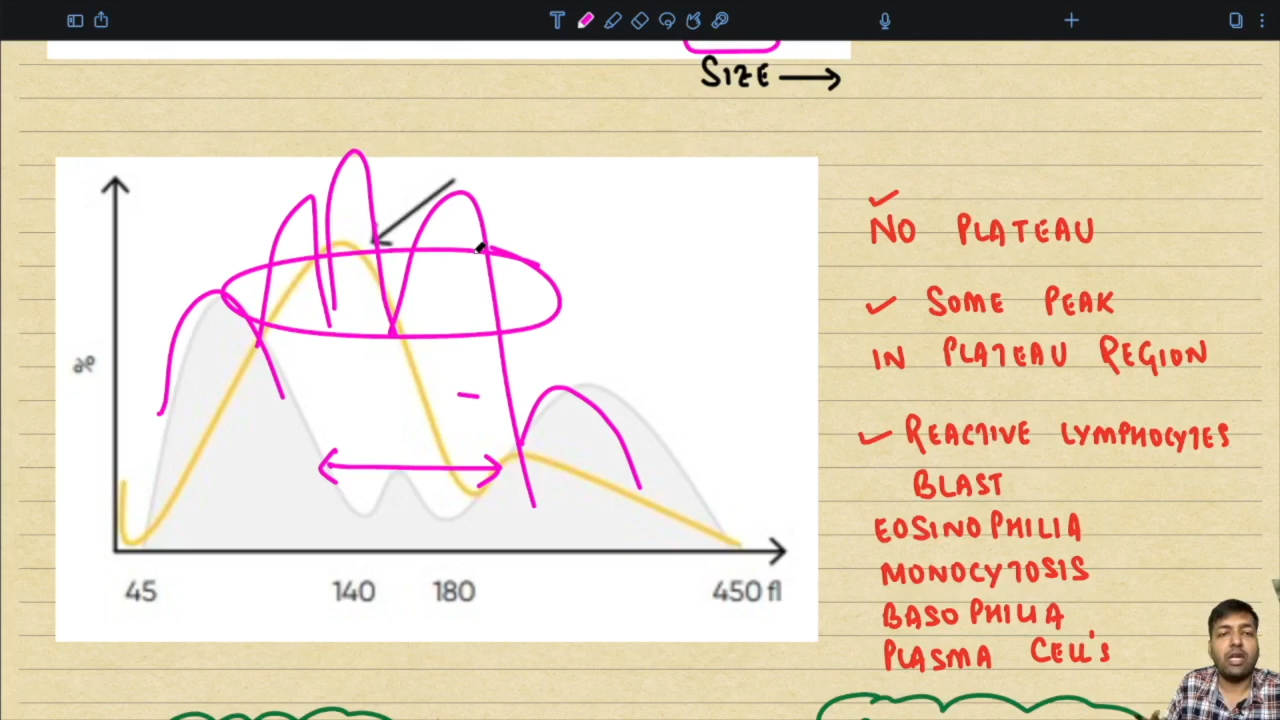 SIZE
NO PLATEAU
SOME PEAK
IN PLATEAU REGION
REACTIVE LYMPHOCYTES
BLAST
EOSINOPHILIA
MONOCYTOSIS
BASOPHILIA
PLASMA CELL'S
%
45 140 180 450 fl